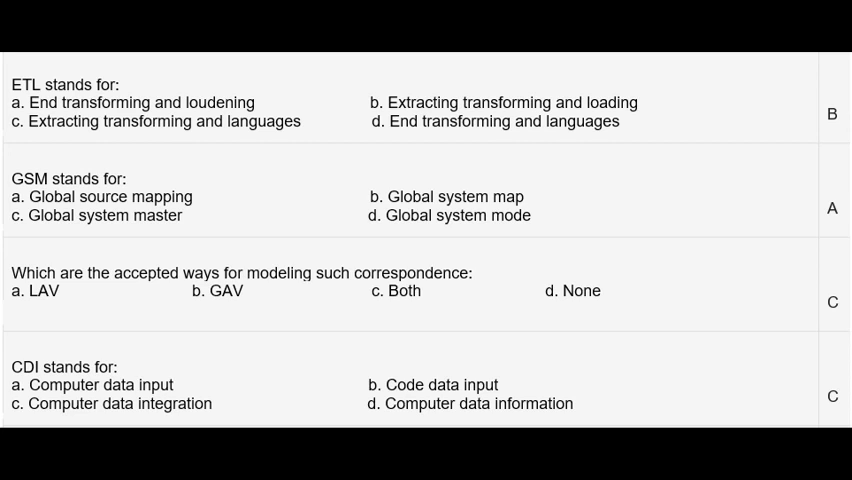 ETL stands for:
a. End transforming and loudening b. Extracting transforming and loading
c. Extracting transforming and languages d. End transforming and languages
B
GSM stands for:
a. Global source mapping b. Global system map
c. Global system master d. Global system mode
A
Which are the accepted ways for modeling such correspondence:
a. LAV b. GAV c. Both d. None
C
CDI stands for:
a. Computer data input b. Code data input
c. Computer data integration d. Computer data information
C